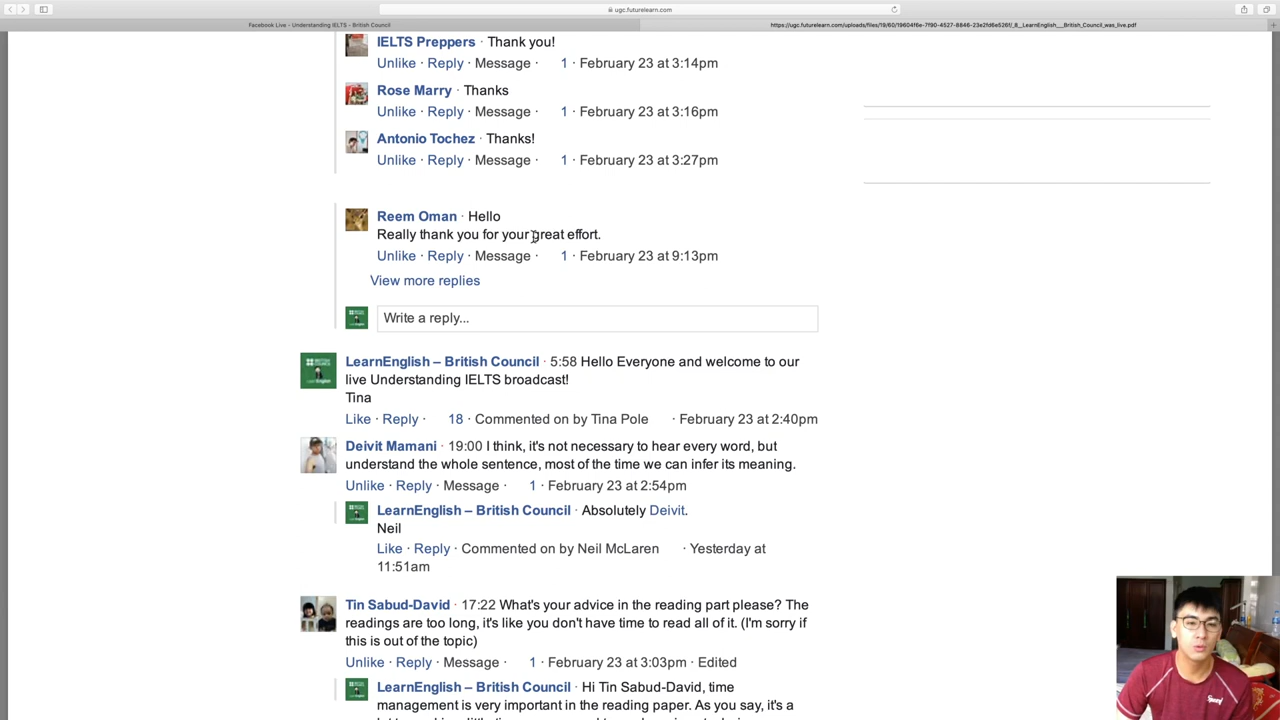 ugc.futurelearn.com
Facebook Live - Understanding IELTS - British Council
https://ugc.futurelearn.com/uploads/files/19/60/19604f6e-7f90-4527-8846-23e2fd6e526f/_8__LearnEnglish___British_Council_was_live.pdf
IELTS Preppers · Thank you!
Unlike · Reply · Message · 1 · February 23 at 3:14pm
Rose Marry · Thanks
Unlike · Reply · Message · 1 · February 23 at 3:16pm
Antonio Tochez · Thanks!
Unlike · Reply · Message · 1 · February 23 at 3:27pm
Reem Oman · Hello
Really thank you for your great effort.
Unlike · Reply · Message · 1 · February 23 at 9:13pm
View more replies
Write a reply...
LearnEnglish – British Council · 5:58 Hello Everyone and welcome to our
live Understanding IELTS broadcast!
Tina
Like · Reply · 18 · Commented on by Tina Pole · February 23 at 2:40pm
Deivit Mamani · 19:00 I think, it's not necessary to hear every word, but
understand the whole sentence, most of the time we can infer its meaning.
Unlike · Reply · Message · 1 · February 23 at 2:54pm
LearnEnglish – British Council · Absolutely Deivit.
Neil
Like · Reply · Commented on by Neil McLaren · Yesterday at
11:51am
Tin Sabud-David · 17:22 What's your advice in the reading part please? The
readings are too long, it's like you don't have time to read all of it. (I'm sorry if
this is out of the topic)
Unlike · Reply · Message · 1 · February 23 at 3:03pm · Edited
LearnEnglish – British Council · Hi Tin Sabud-David, time
management is very important in the reading paper. As you say, it's a